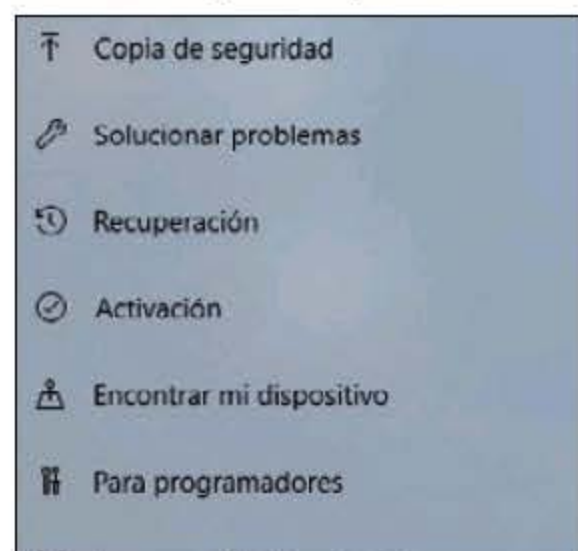 Copia de seguridad
Solucionar problemas
Recuperación
Activación
Encontrar mi dispositivo
Para programadores